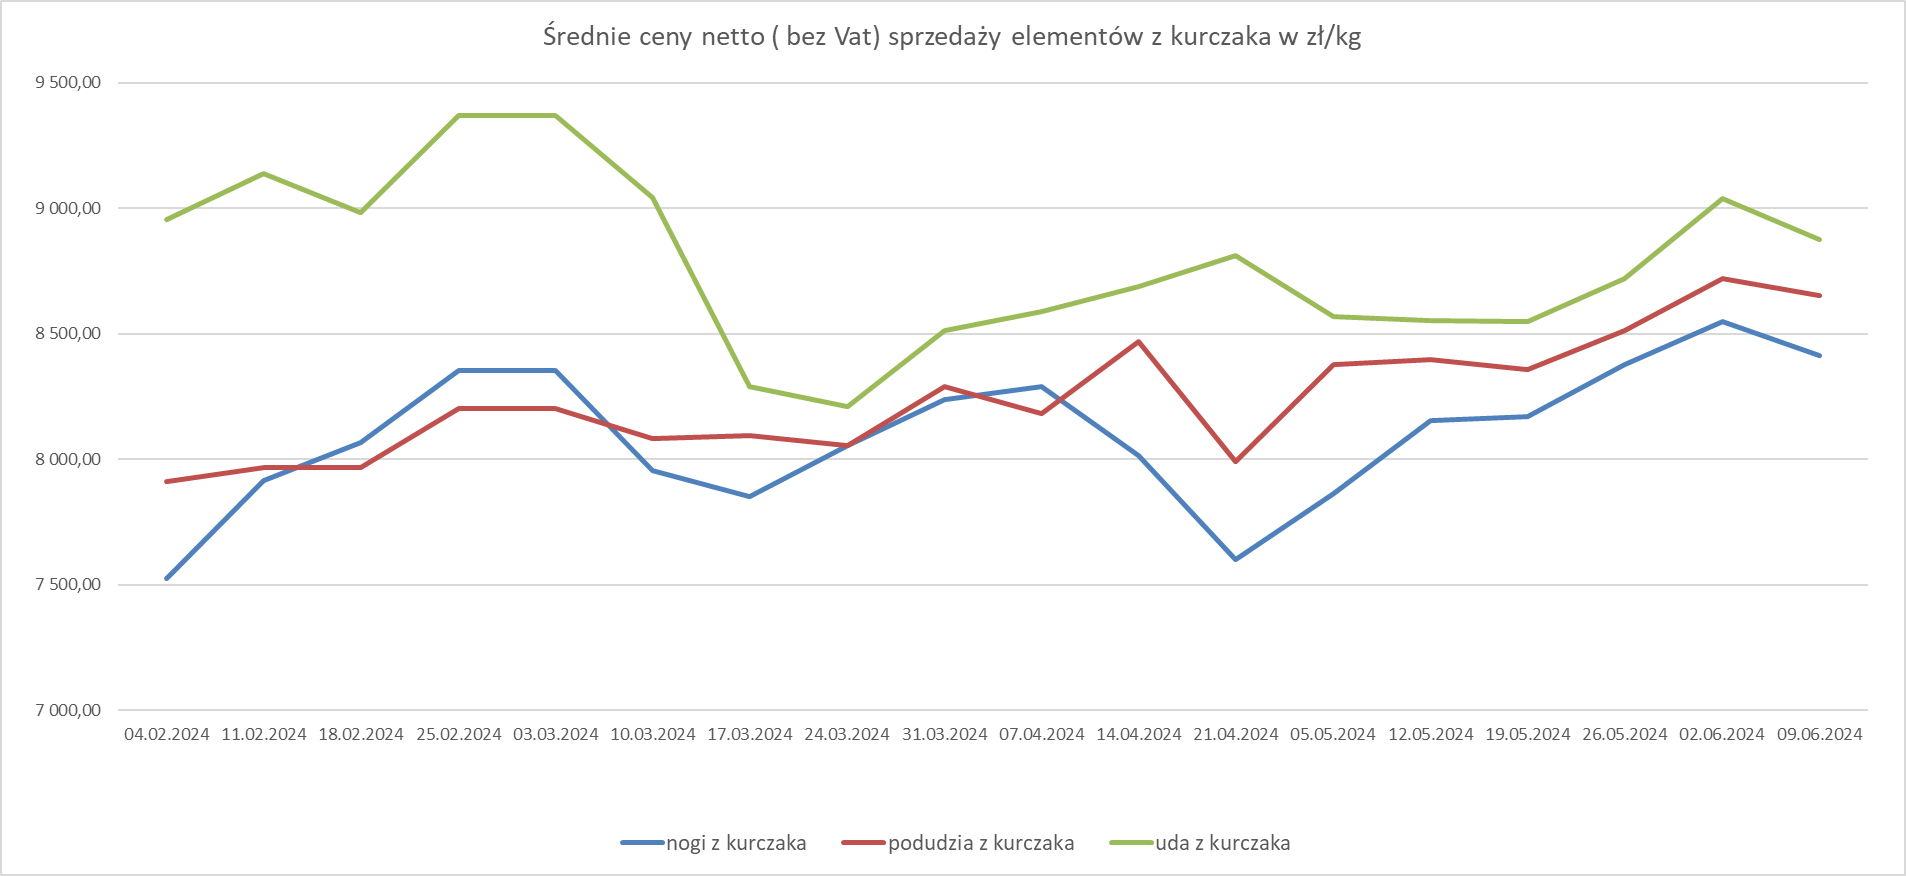 Średnie ceny netto ( bez Vat) sprzedaży elementów z kurczaka w zł/kg
9 500,00
9 000,00
8 500,00
8 000,00
7 500,00
7 000,00
04.02.2024 11.02.2024 18.02.2024 25.02.2024 03.03.2024 10.03.2024 17.03.2024 24.03.2024 31.03.2024 07.04.2024 14.04.2024 21.04.2024 05.05.2024 12.05.2024 19.05.2024 26.05.2024 02.06.2024 09.06.2024
nogi z kurczaka podudzia z kurczaka uda z kurczaka